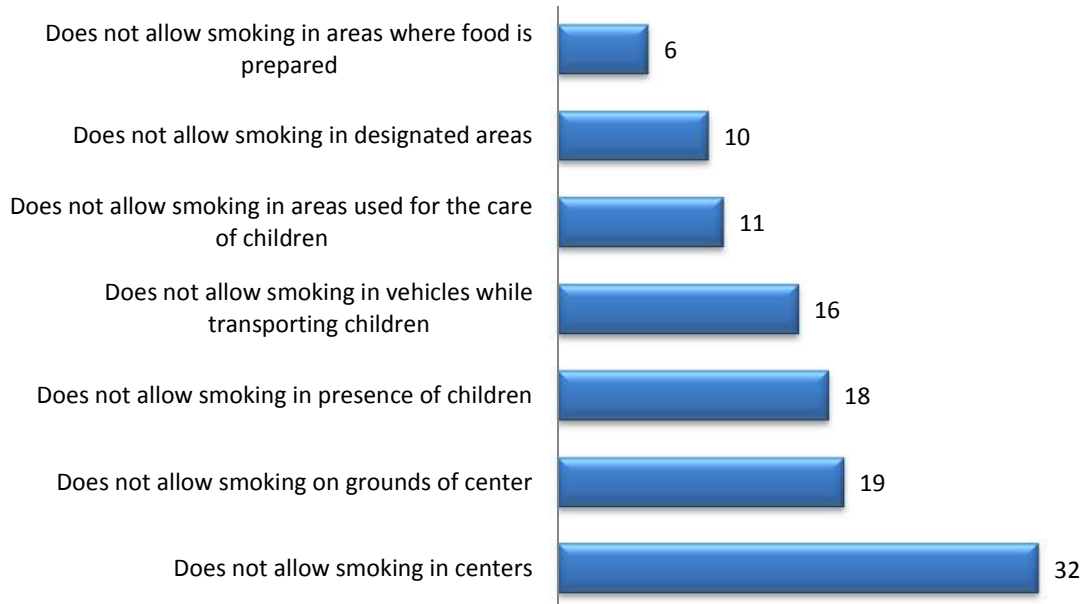 Does not allow smoking in areas where food is
prepared
6
Does not allow smoking in designated areas
10
Does not allow smoking in areas used for the care
of children
11
Does not allow smoking in vehicles while
transporting children
16
Does not allow smoking in presence of children
18
Does not allow smoking on grounds of center
19
Does not allow smoking in centers
32